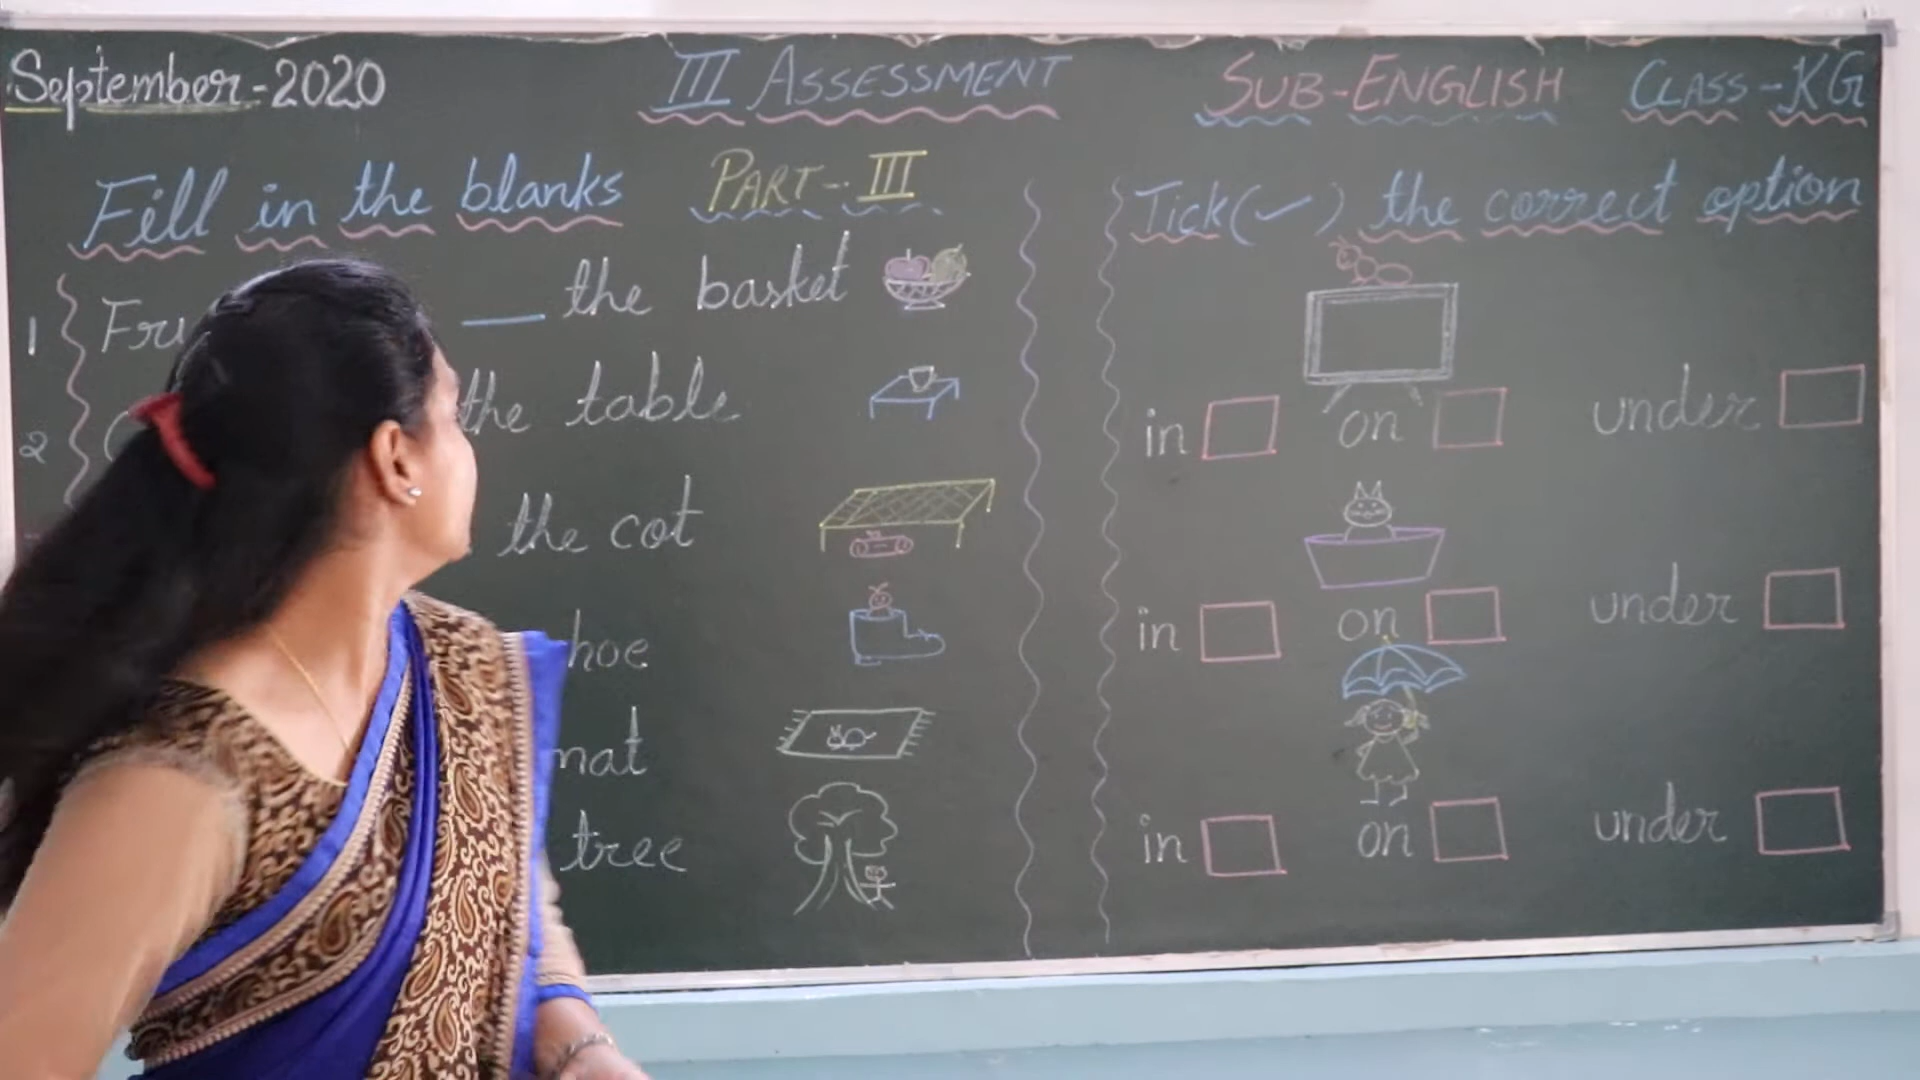 September-2020 III ASSESSMENT SUB-ENGLISH CLASS-KG
Fill in the blanks PART-III
1 ___ the basket
2 the table
the cot
mat
tree
Tick(✓) the correct option
in on under
in on under
in on under